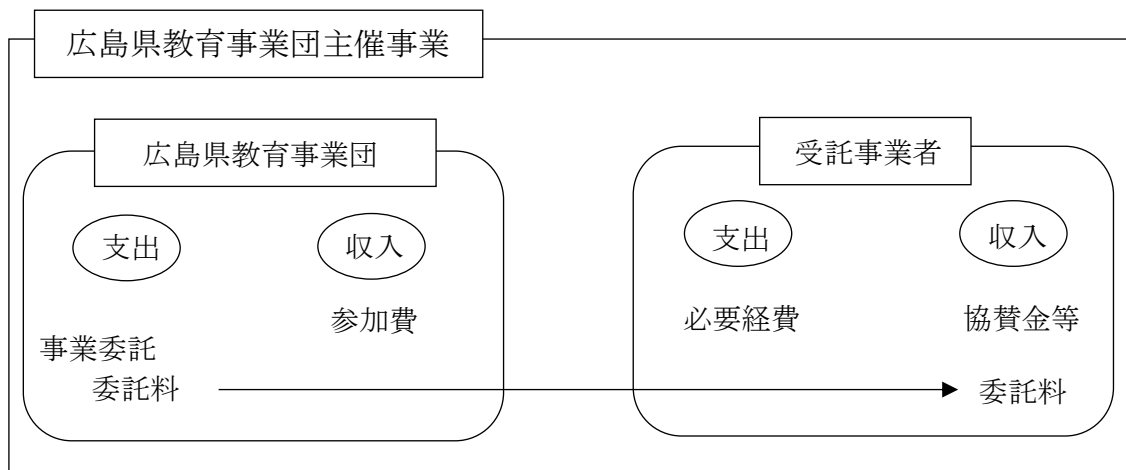 広島県教育事業団主催事業
広島県教育事業団
支出
収入
参加費
事業委託
委託料
受託事業者
支出
収入
必要経費
協賛金等
委託料